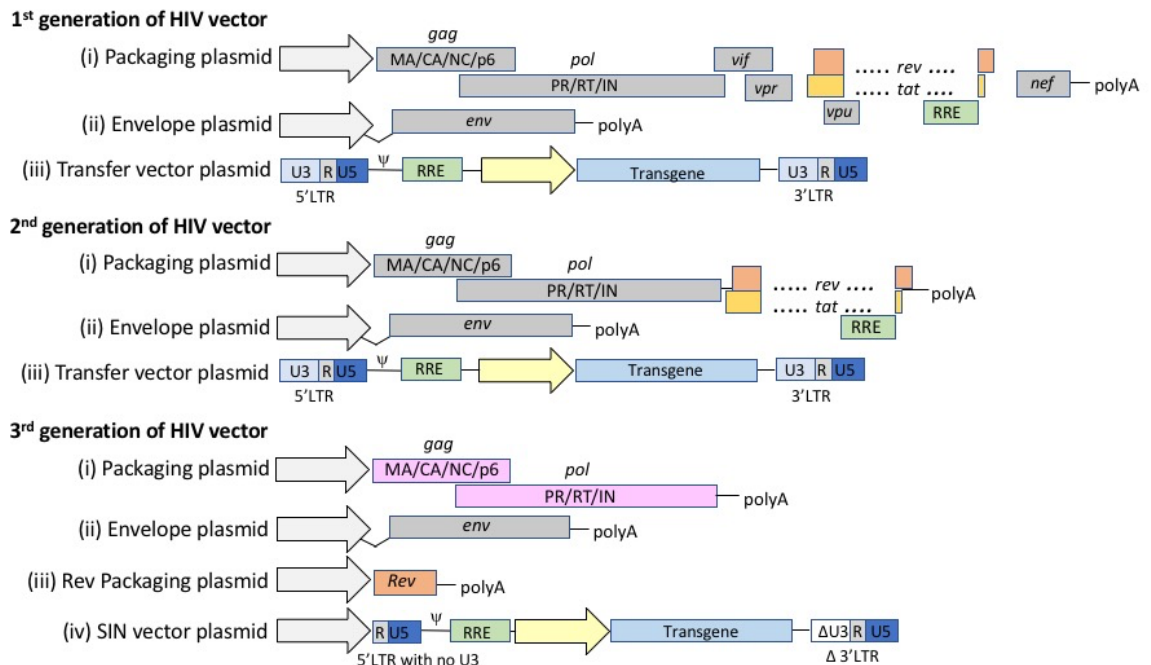 1st generation of HIV vector
gag
(i) Packaging plasmid MA/CA/NC/p6 pol vif ..... rev .... polyA
PR/RT/IN vpr ..... tat .... nef
vpu RRE
(ii) Envelope plasmid env polyA
(iii) Transfer vector plasmid U3 R U5 ψ RRE Transgene U3 R U5
5'LTR 3'LTR
2nd generation of HIV vector
gag
(i) Packaging plasmid MA/CA/NC/p6 pol
PR/RT/IN ..... rev .... polyA
..... tat ....
(ii) Envelope plasmid env polyA RRE
(iii) Transfer vector plasmid U3 R U5 ψ RRE Transgene U3 R U5
5'LTR 3'LTR
3rd generation of HIV vector
gag
(i) Packaging plasmid MA/CA/NC/p6 pol
PR/RT/IN polyA
(ii) Envelope plasmid env polyA
(iii) Rev Packaging plasmid Rev polyA
(iv) SIN vector plasmid R U5 ψ RRE Transgene ΔU3 R U5
5'LTR with no U3 Δ 3'LTR